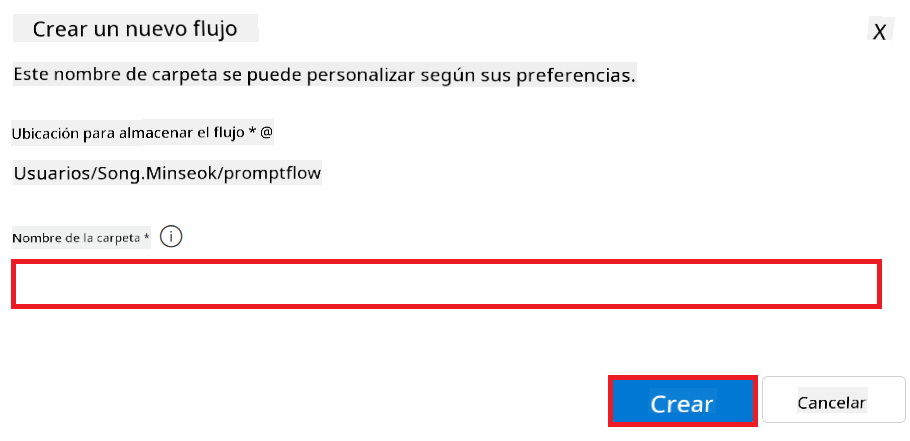 Crear un nuevo flujo
X
Este nombre de carpeta se puede personalizar según sus preferencias.
Ubicación para almacenar el flujo * @
Usuarios/Song.Minseok/promptflow
Nombre de la carpeta * i
Crear
Cancelar